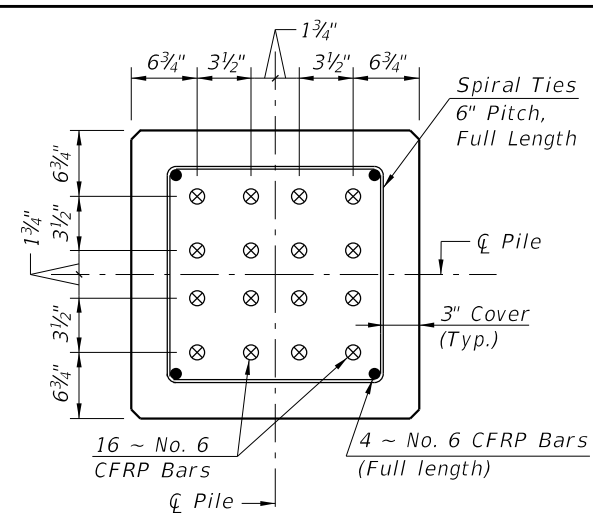 1¾"
6¾" 3½" 3½" 6¾"
Spiral Ties
6" Pitch,
Full Length
6¾"
3½"
1¾"
3½"
6¾"
℄ Pile
3" Cover
(Typ.)
16 ~ No. 6
CFRP Bars
4 ~ No. 6 CFRP Bars
(Full length)
℄ Pile